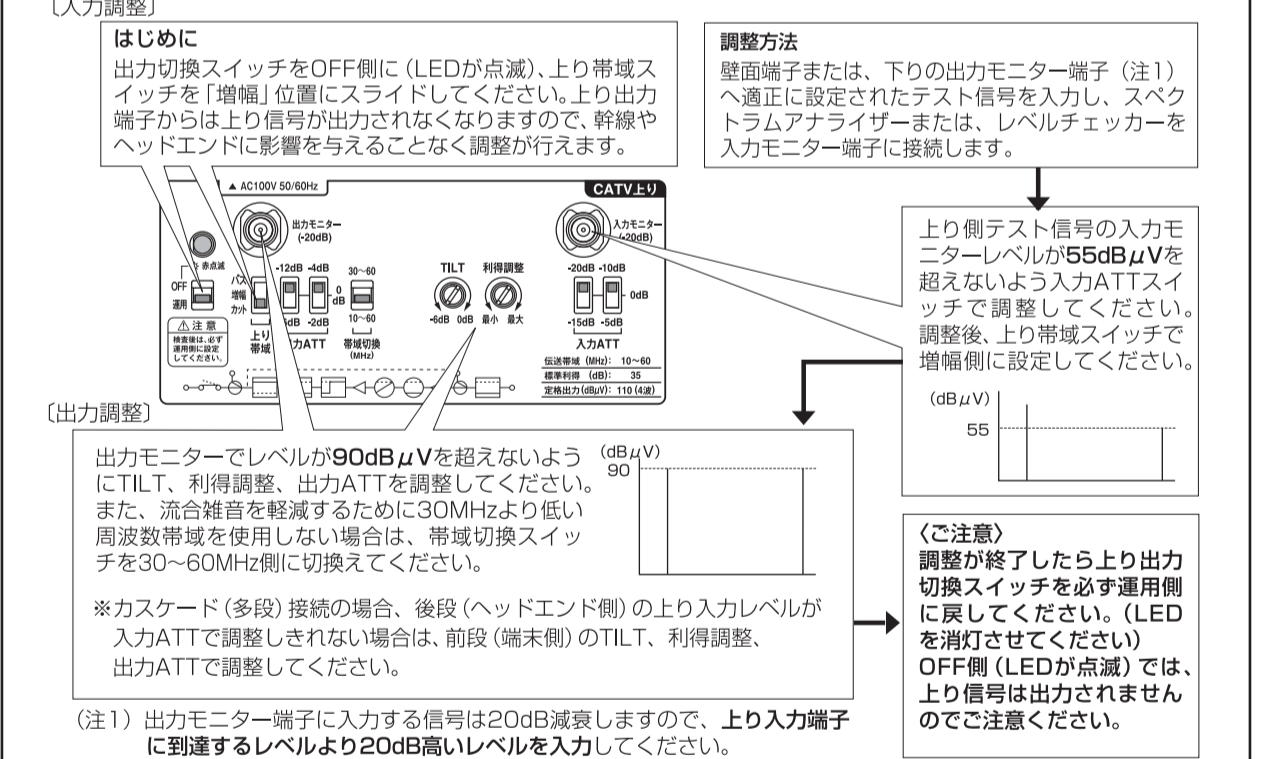 〔入力調整〕
はじめに
出力切換スイッチをOFF側に(LEDが点滅)、上り帯域ス
イッチを「増幅」位置にスライドしてください。上り出力
端子からは上り信号が出力されなくなりますので、幹線や
ヘッドエンドに影響を与えることなく調整が行えます。
調整方法
壁面端子または、下りの出力モニター端子(注1)
へ適正に設定されたテスト信号を入力し、スペク
トラムアナライザーまたは、レベルチェッカーを
入力モニター端子に接続します。
▲ AC100V 50/60Hz
CATV上り
出力モニター
(-20dB)
入力モニター
(-20dB)
赤点滅
OFF
運用
パス
増幅
カット
上り
帯域
-12dB -4dB
0
dB
-2dB
力ATT
30～60
10～60
帯域切換
(MHz)
TILT
-6dB 0dB
利得調整
最小 最大
-20dB -10dB
0dB
-15dB -5dB
入力ATT
⚠注意
検査後は、必ず
運用側に設定
してください。
伝送帯域 (MHz): 10～60
標準利得 (dB): 35
定格出力(dBμV): 110 (4波)
上り側テスト信号の入力モ
ニターレベルが55dBμVを
超えないよう入力ATTスイ
ッチで調整してください。
調整後、上り帯域スイッチで
増幅側に設定してください。
(dBμV)
55
〔出力調整〕
出力モニターでレベルが90dBμVを超えないよう
にTILT、利得調整、出力ATTを調整してください。
また、流合雑音を軽減するために30MHzより低い
周波数帯域を使用しない場合は、帯域切換スイッ
チを30～60MHz側に切換えてください。
(dBμV)
90
※カスケード(多段)接続の場合、後段(ヘッドエンド側)の上り入力レベルが
入力ATTで調整しきれない場合は、前段(端末側)のTILT、利得調整、
出力ATTで調整してください。
〈ご注意〉
調整が終了したら上り出力
切換スイッチを必ず運用側
に戻してください。(LED
を消灯させてください)
OFF側(LEDが点滅)では、
上り信号は出力されません
のでご注意ください。
(注1) 出力モニター端子に入力する信号は20dB減衰しますので、上り入力端子
に到達するレベルより20dB高いレベルを入力してください。